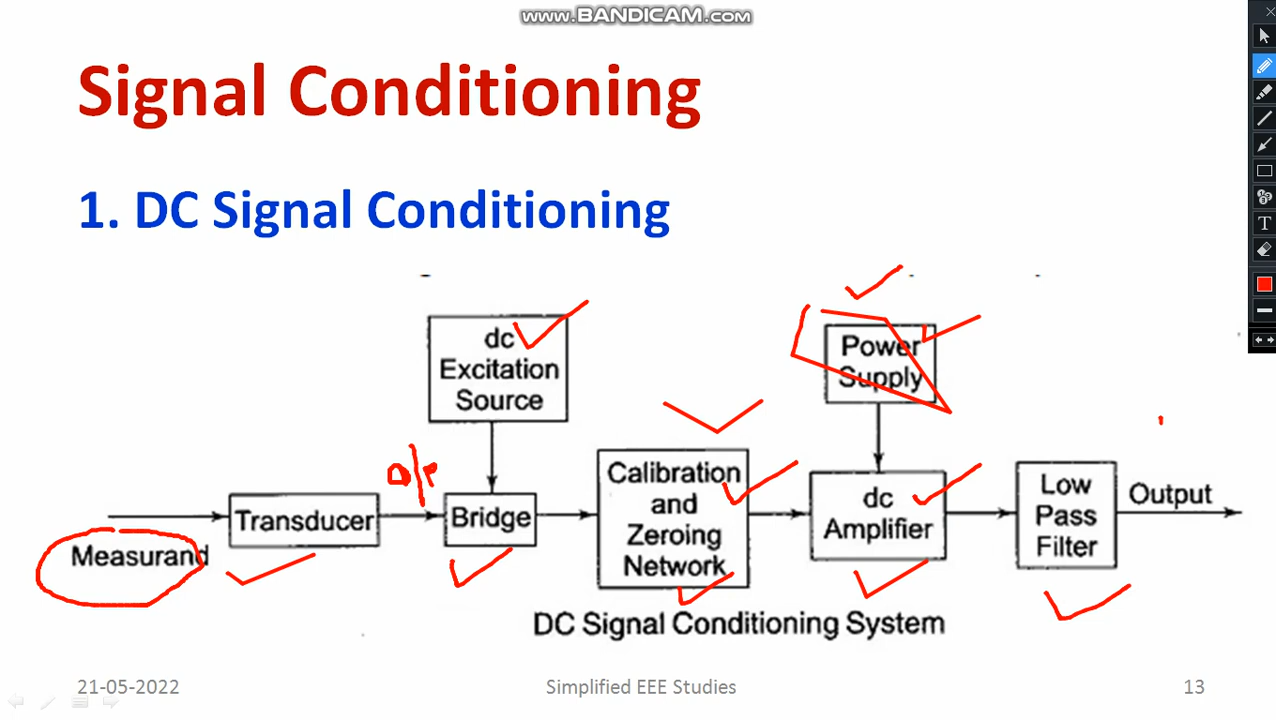 www.BANDICAM.com
Signal Conditioning
1. DC Signal Conditioning
dc
Excitation
Source
Power
Supply
O/P
Measurand
Transducer
Bridge
Calibration
and
Zeroing
Network
dc
Amplifier
Low
Pass
Filter
Output
DC Signal Conditioning System
21-05-2022
Simplified EEE Studies
13
T